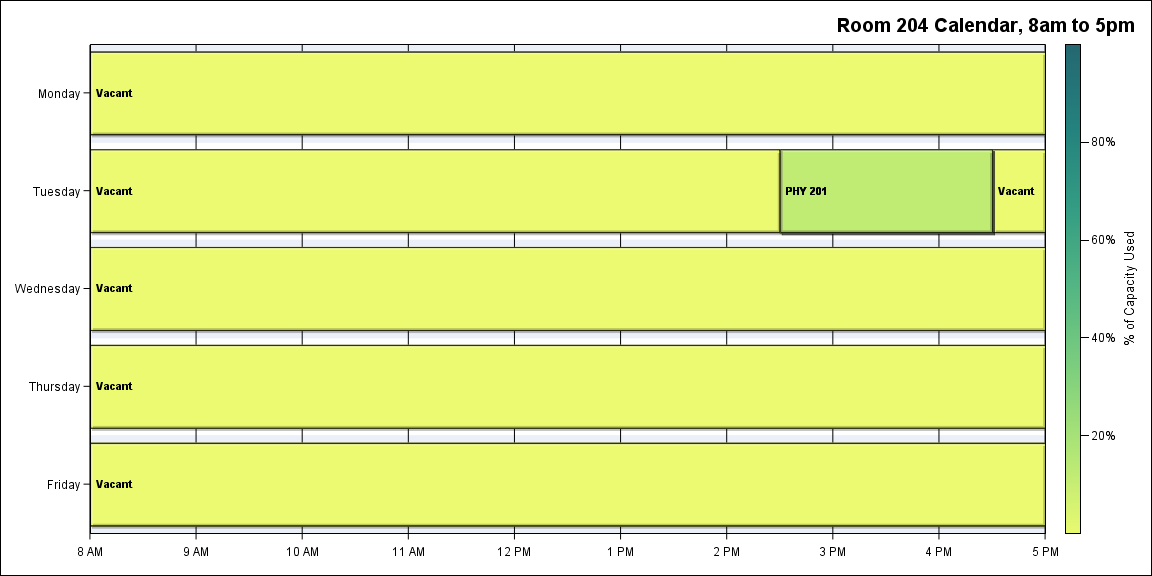 Room 204 Calendar, 8am to 5pm
Monday
Vacant
80%
Tuesday
Vacant
PHY 201
Vacant
60%
% of Capacity Used
Wednesday
Vacant
40%
Thursday
Vacant
20%
Friday
Vacant
8 AM 9 AM 10 AM 11 AM 12 PM 1 PM 2 PM 3 PM 4 PM 5 PM